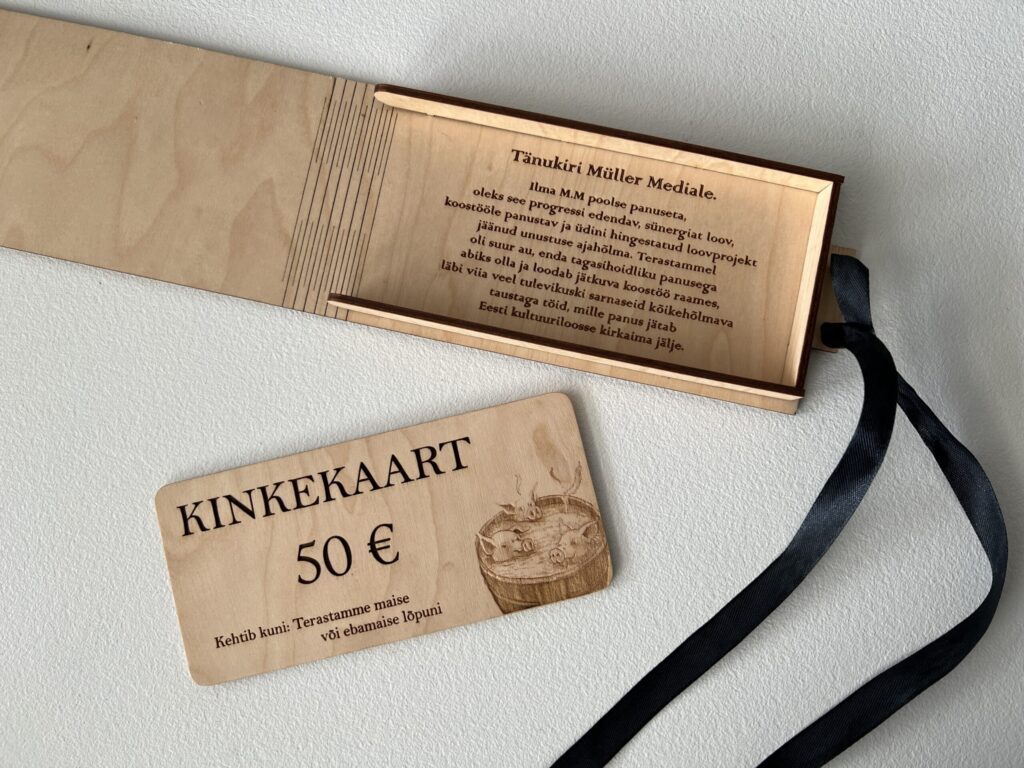 Tänukiri Müller Mediale.
Ilma M.M poolse panuseta,
oleks see progressi edendav, sünergiat loov,
koostööle panustav ja üdini hingestatud loovprojekt
jäänud unustuse ajahõlma. Terastammel
oli suur au, enda tagasihoidliku panusega
abiks olla ja loodab jätkuva koostöö raames,
läbi viia veel tulevikuski sarnaseid kõikehõlmava
taustaga töid, mille panus jätab
Eesti kultuuriloosse kirkaima jälje.
KINKEKAART
50 €
Kehtib kuni: Terastamme maise
või ebamaise lõpuni